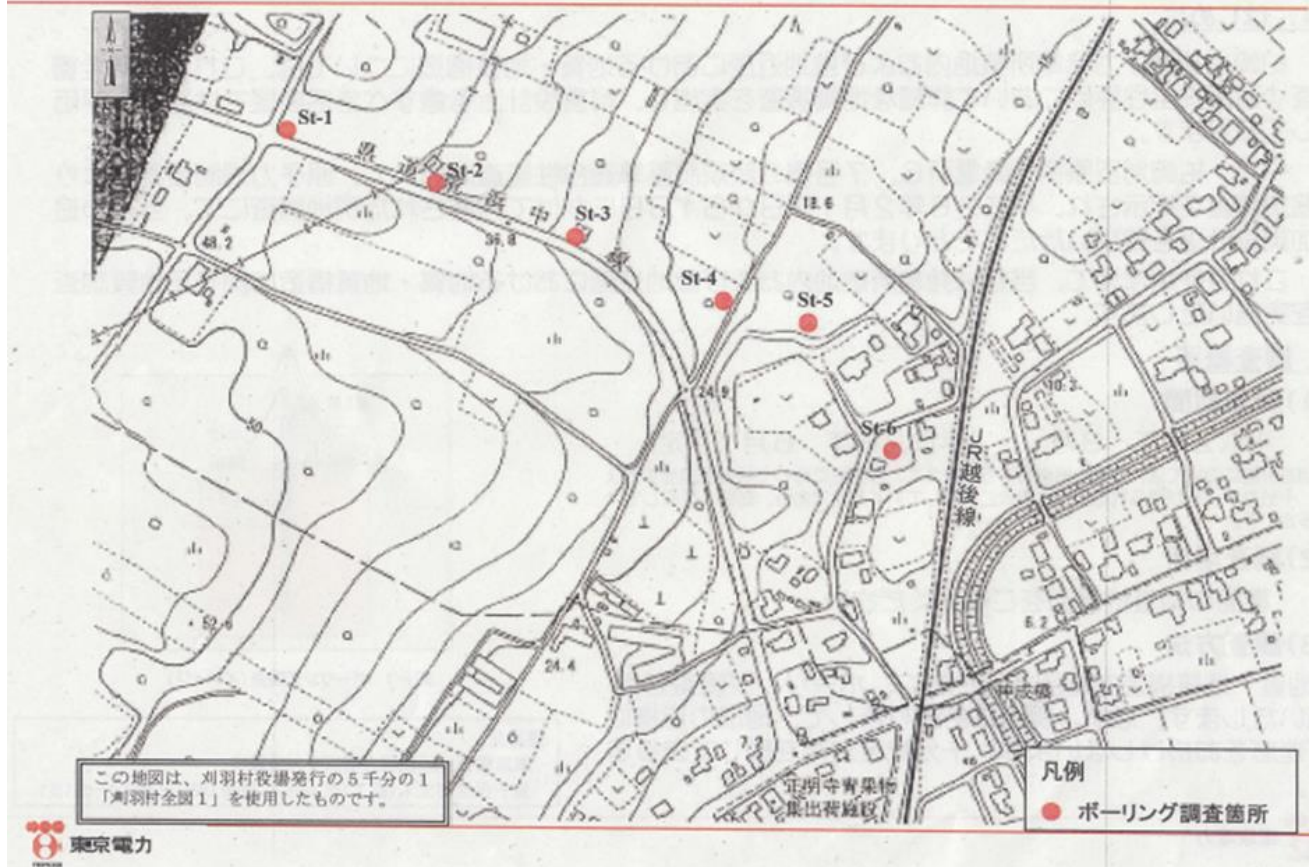 St-1
St-2
St-3
36.8
48.2
18.6
St-4
St-5
24.9
10.3
St-6
JR越後線
50
52.8
24.4
6.2
7.2
正明寺青果物
集出荷施設
この地図は、刈羽村役場発行の5千分の1
「刈羽村全図1」を使用したものです。
凡例
ボーリング調査箇所
東京電力